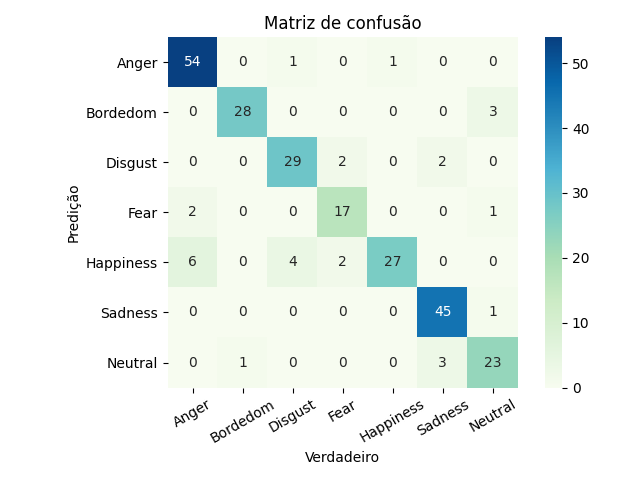 Matriz de confusão
Anger 54 0 1 0 1 0 0
Bordedom 0 28 0 0 0 0 3
Disgust 0 0 29 2 0 2 0
Fear 2 0 0 17 0 0 1
Happiness 6 0 4 2 27 0 0
Sadness 0 0 0 0 0 45 1
Neutral 0 1 0 0 0 3 23
Anger Bordedom Disgust Fear Happiness Sadness Neutral
Verdadeiro
Predição
50
40
30
20
10
0